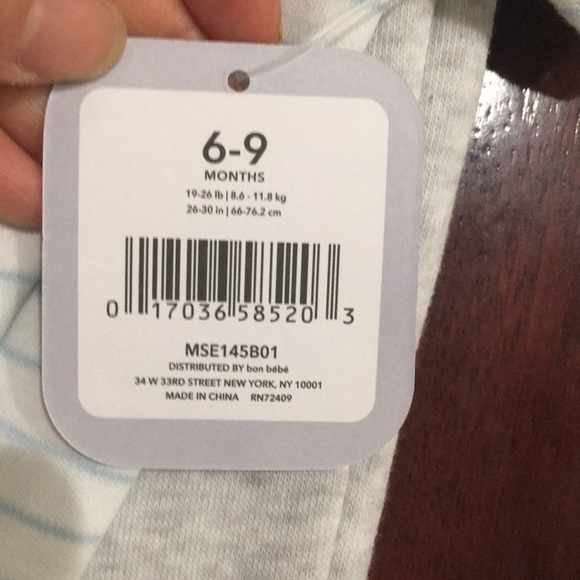 6-9
MONTHS
19-26 lb | 8.6 - 11.8 kg
26-30 in | 66-76.2 cm
0 17036 58520 3
MSE145B01
DISTRIBUTED BY bon bébé
34 W 33RD STREET NEW YORK, NY 10001
MADE IN CHINA RN72409